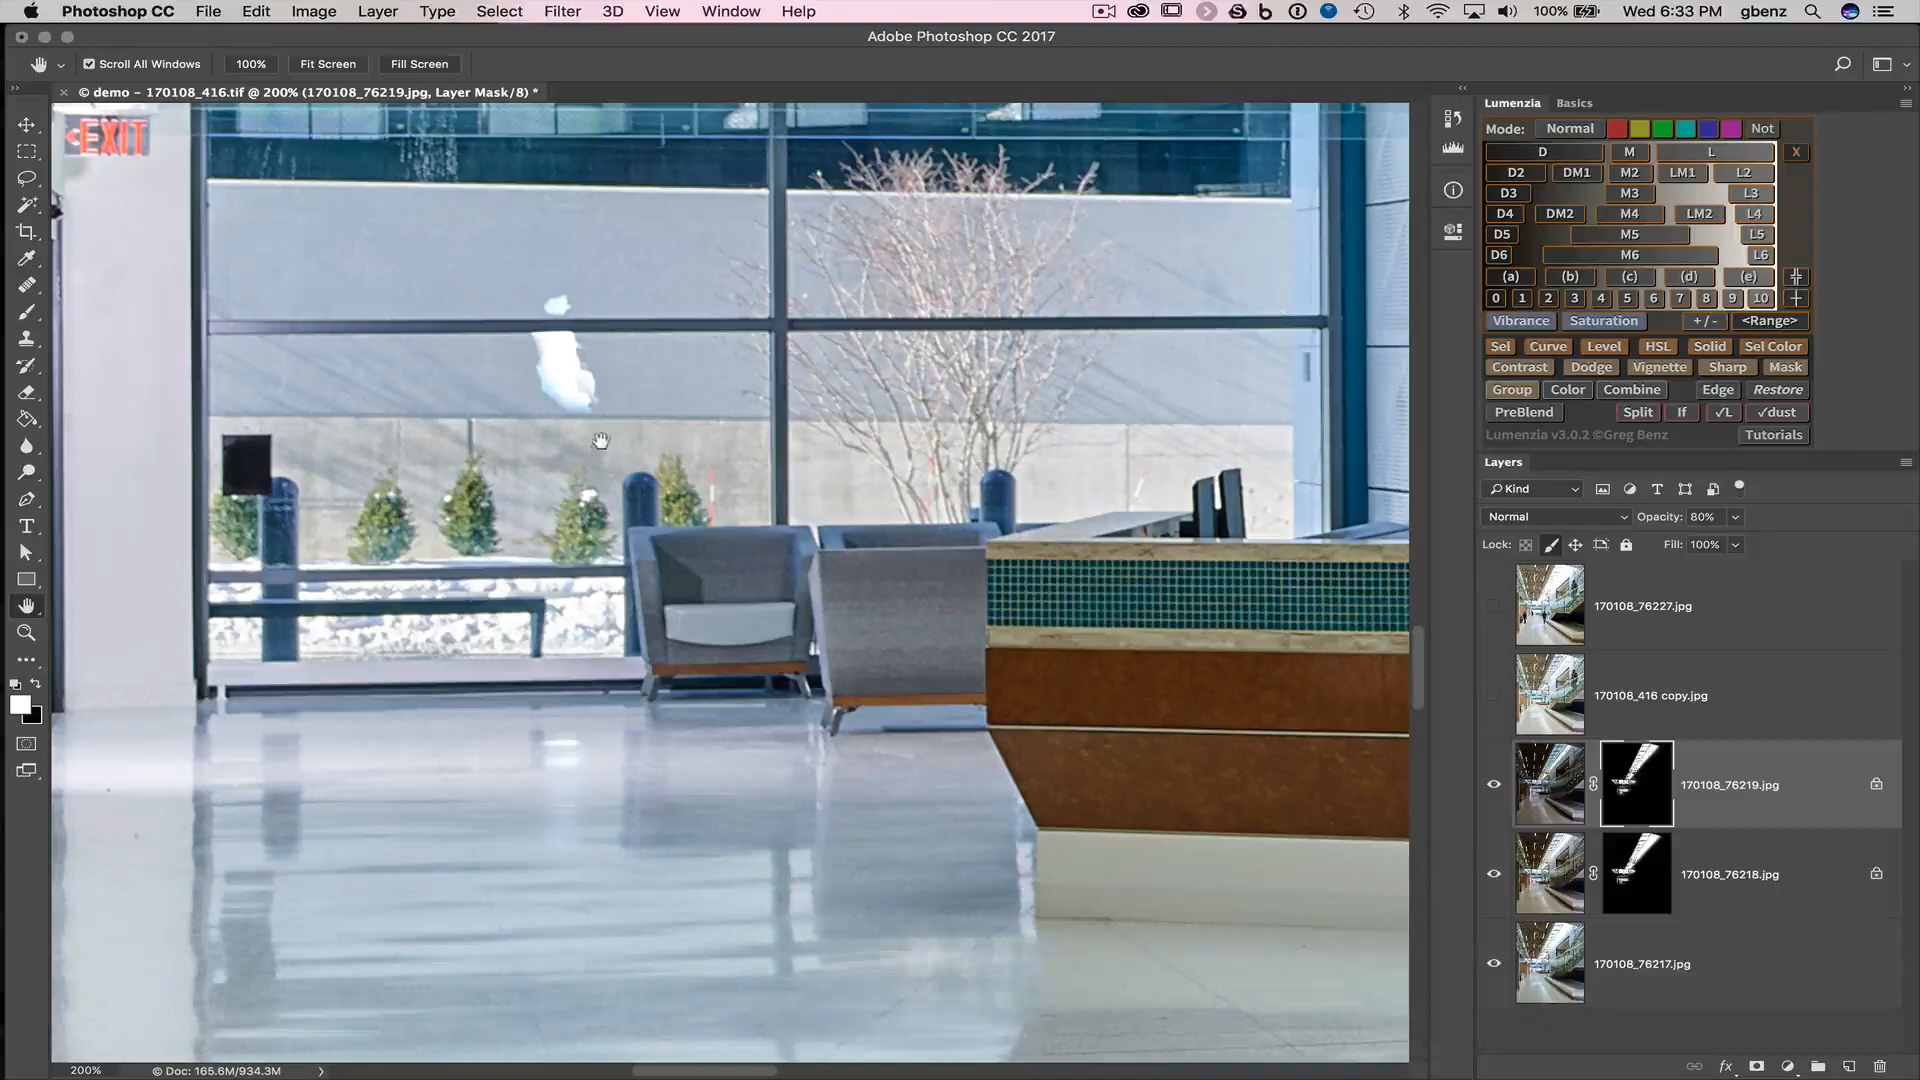 Photoshop CC File Edit Image Layer Type Select Filter 3D View Window Help 100% Wed 6:33 PM gbenz
Adobe Photoshop CC 2017
Scroll All Windows 100% Fit Screen Fill Screen
© demo - 170108_416.tif @ 200% (170108_76219.jpg, Layer Mask/8) *
EXIT
Lumenzia Basics
Mode: Normal Not
D M L X
D2 DM1 M2 LM1 L2
D3 M3 L3
D4 DM2 M4 LM2 L4
D5 M5 L5
D6 M6 L6
(a) (b) (c) (d) (e)
0 1 2 3 4 5 6 7 8 9 10
Vibrance Saturation +/- <Range>
Sel Curve Level HSL Solid Sel Color
Contrast Dodge Vignette Sharp Mask
Group Color Combine Edge Restore
PreBlend Split If √L √dust
Lumenzia v3.0.2 ©Greg Benz Tutorials
Layers
Kind
Normal Opacity: 80%
Lock: Fill: 100%
170108_76227.jpg
170108_416 copy.jpg
170108_76219.jpg
170108_76218.jpg
170108_76217.jpg
fx
200% © Doc: 165.6M/934.3M